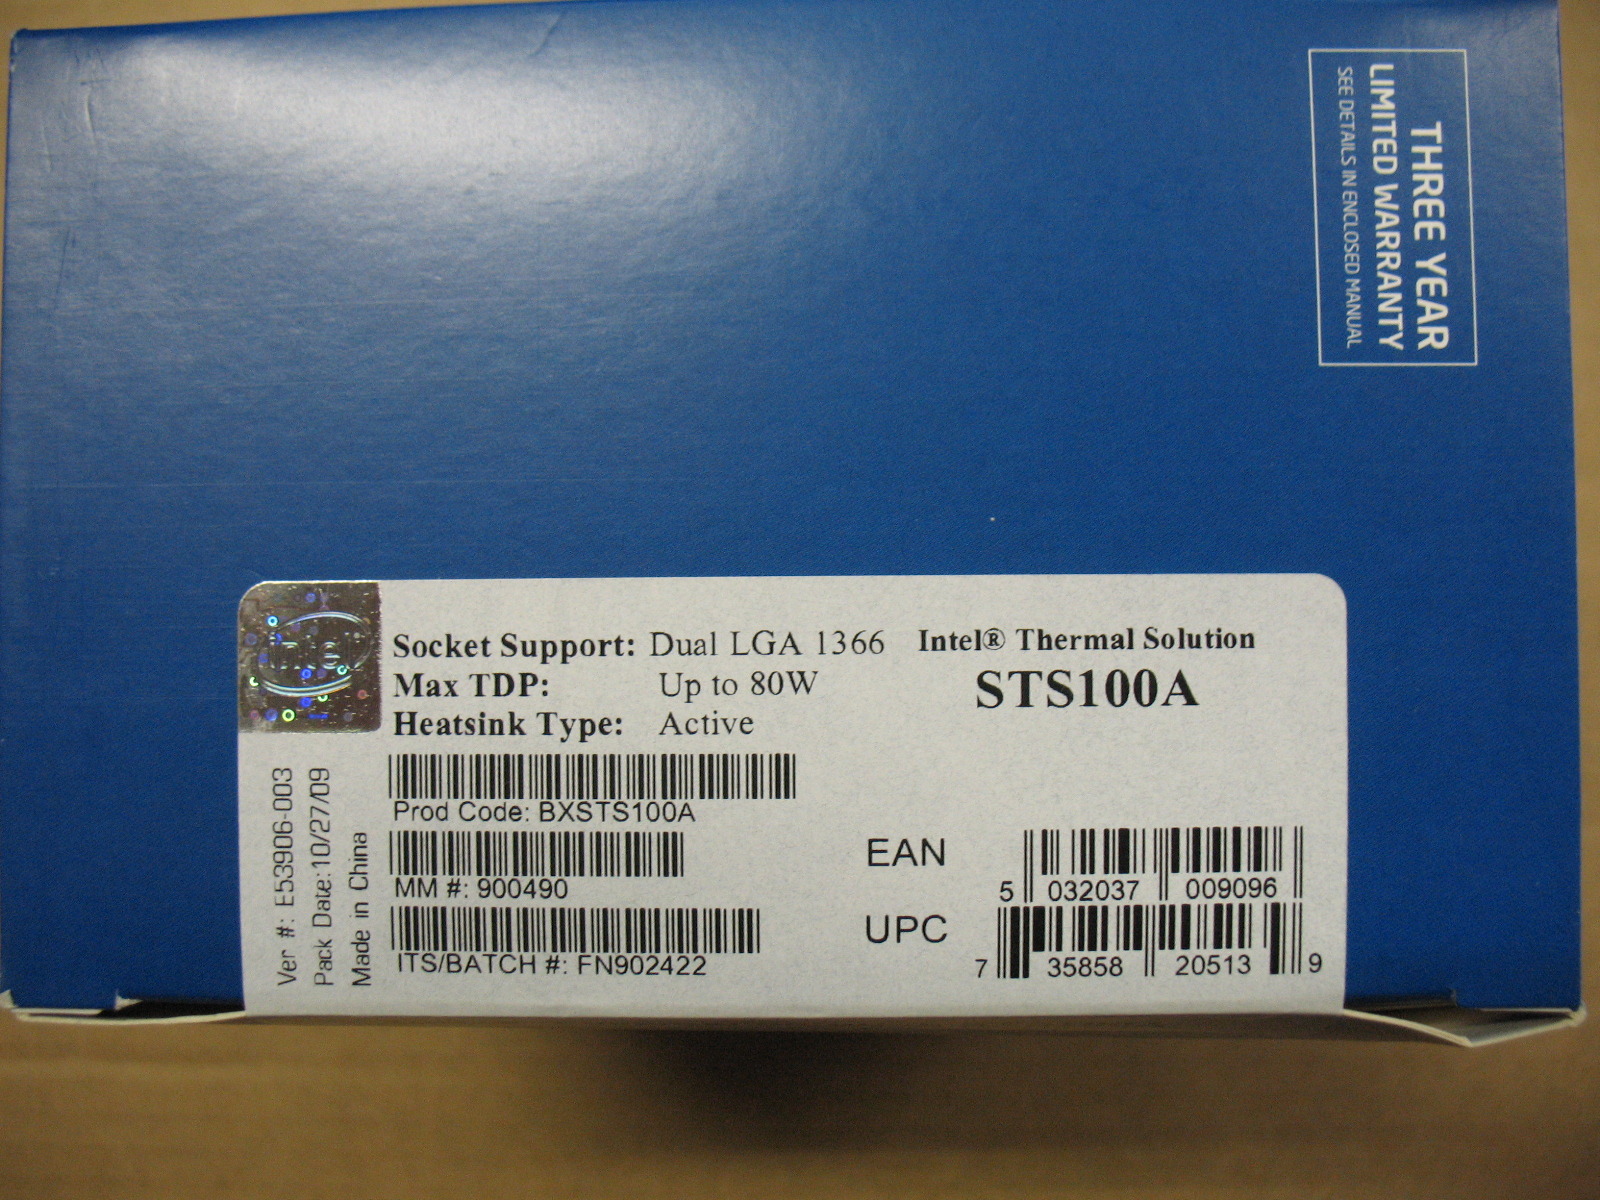 THREE YEAR
LIMITED WARRANTY
SEE DETAILS IN ENCLOSED MANUAL
intel
Socket Support: Dual LGA 1366
Max TDP: Up to 80W
Heatsink Type: Active
Intel® Thermal Solution
STS100A
Ver #: E53906-003
Pack Date:10/27/09
Made in China
Prod Code: BXSTS100A
MM #: 900490
ITS/BATCH #: FN902422
EAN
5 032037 009096
UPC
7 35858 20513 9